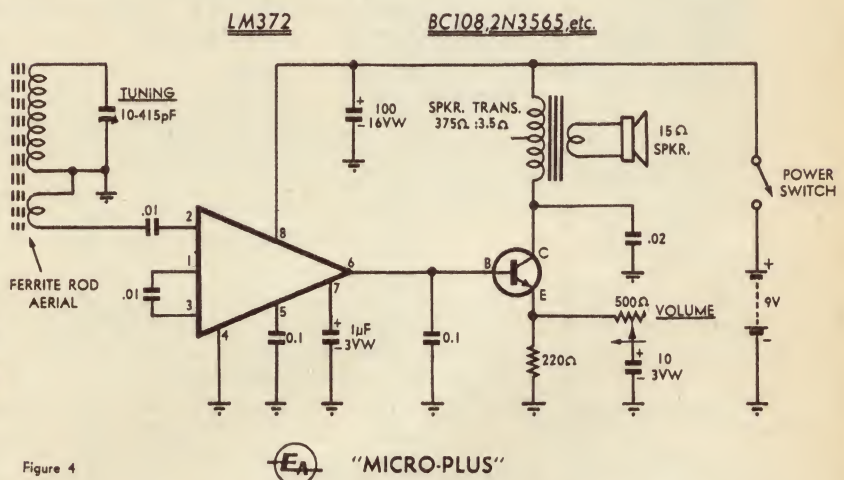 LM372
BC108,2N3565,etc.
TUNING
10-415pF
100
16VW
SPKR. TRANS.
375Ω :3.5Ω
15Ω
SPKR.
POWER
SWITCH
.01
2
8
FERRITE ROD
AERIAL
.01
1
3
4
5
6
7
0.1
1µF
3VW
0.1
B
C
E
.02
500Ω
VOLUME
220Ω
10
3VW
9V
Figure 4
EA
"MICRO-PLUS"